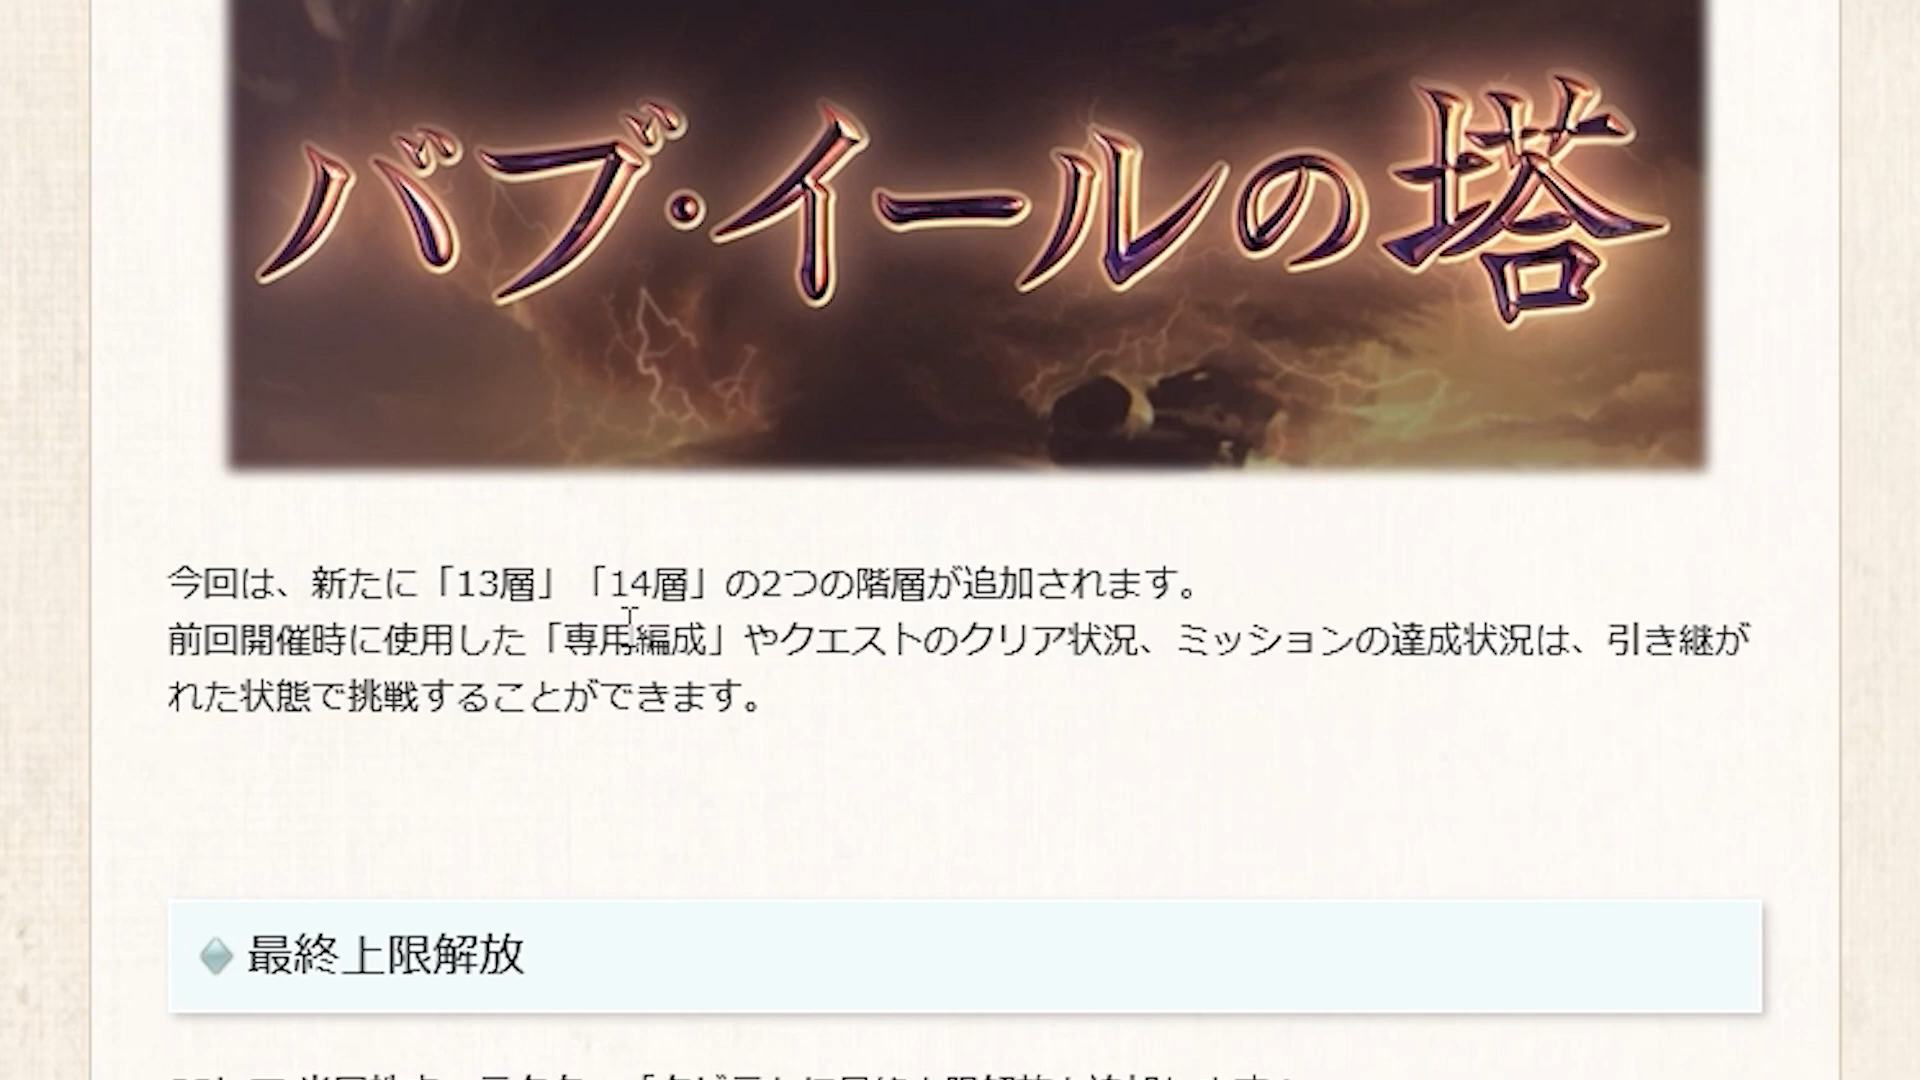 バブ・イールの塔
今回は、新たに「13層」「14層」の2つの階層が追加されます。
前回開催時に使用した「専用編成」やクエストのクリア状況、ミッションの達成状況は、引き継が
れた状態で挑戦することができます。
最終上限解放